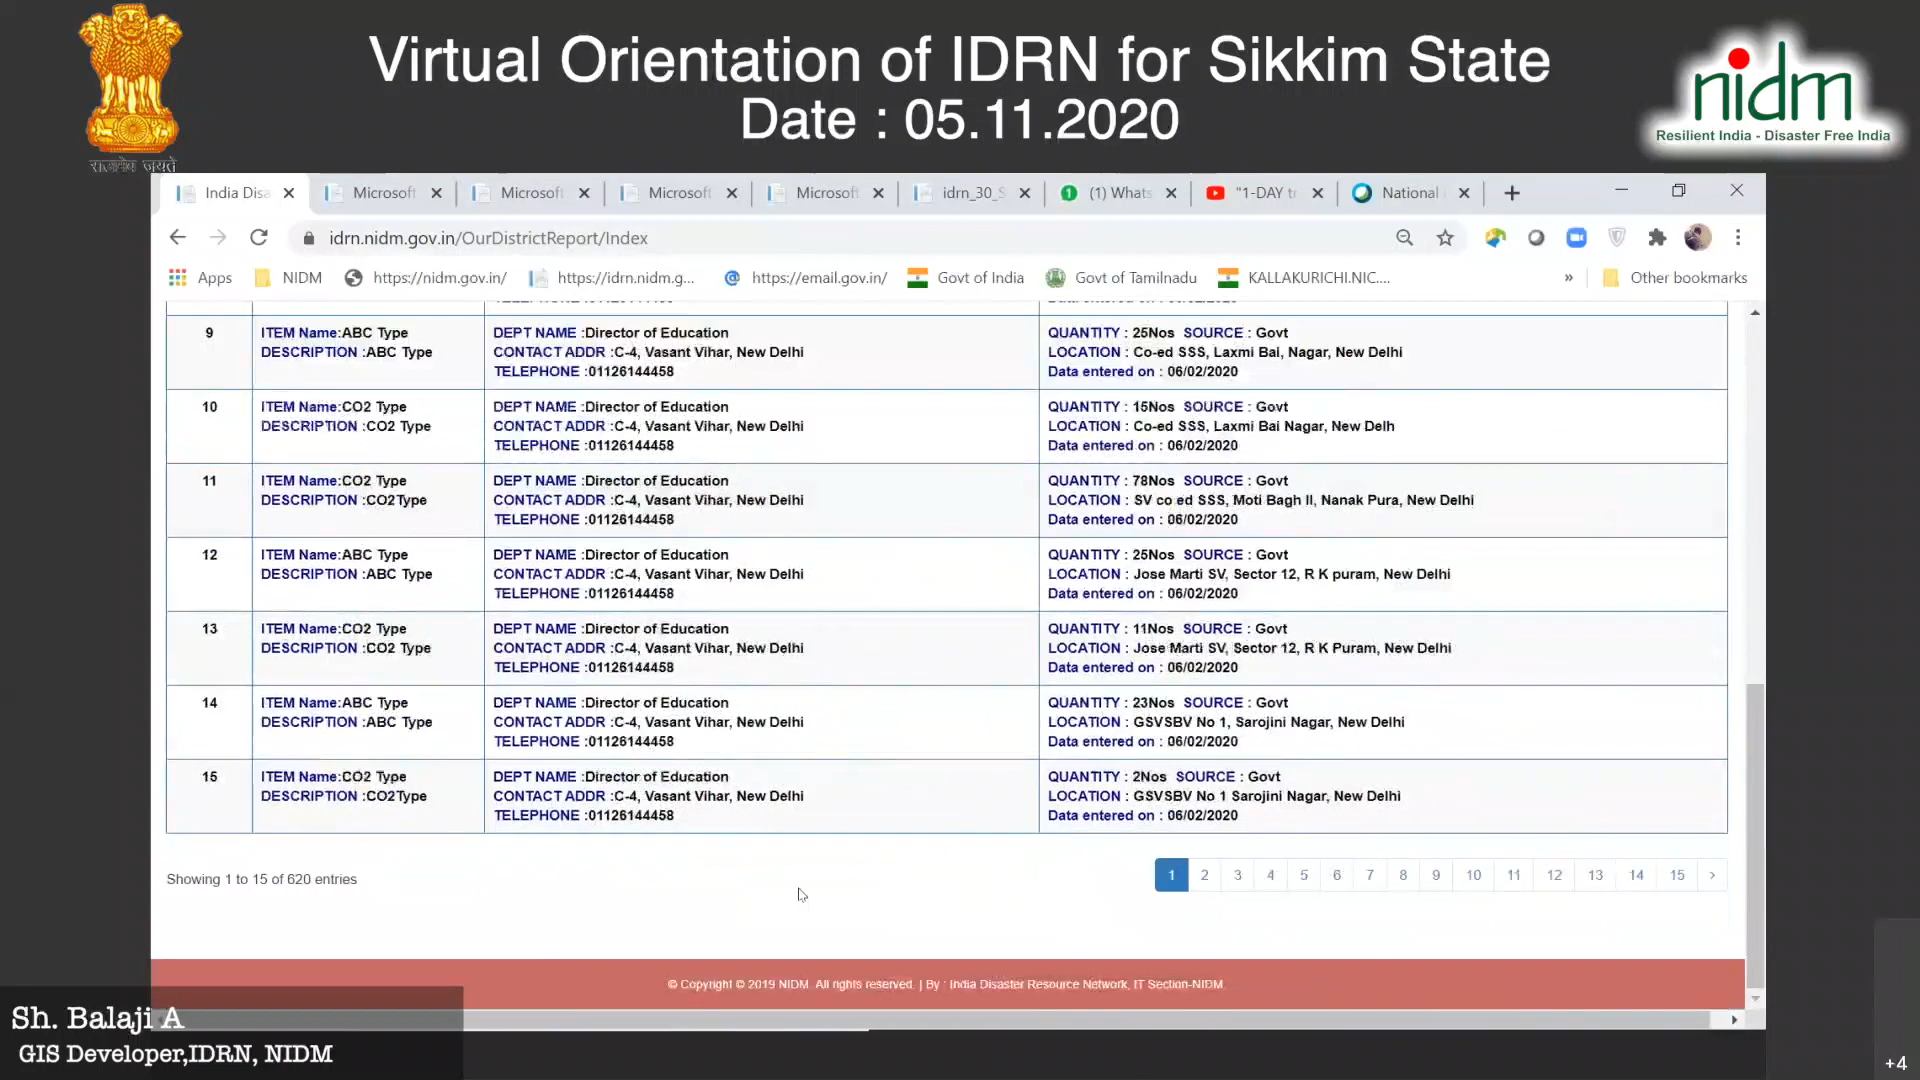 Virtual Orientation of IDRN for Sikkim State
Date : 05.11.2020
सत्यमेव जयते
nidm
Resilient India - Disaster Free India
India Disa
Microsoft
Microsoft
Microsoft
Microsoft
idrn_30_S
(1) Whats
"1-DAY tr
National
idrn.nidm.gov.in/OurDistrictReport/Index
Apps
NIDM
https://nidm.gov.in/
https://idrn.nidm.g...
https://email.gov.in/
Govt of India
Govt of Tamilnadu
KALLAKURICHI.NIC....
»
Other bookmarks
9
ITEM Name:ABC Type
DESCRIPTION :ABC Type
DEPT NAME :Director of Education
CONTACT ADDR :C-4, Vasant Vihar, New Delhi
TELEPHONE :01126144458
QUANTITY : 25Nos SOURCE : Govt
LOCATION : Co-ed SSS, Laxmi Bai, Nagar, New Delhi
Data entered on : 06/02/2020
10
ITEM Name:CO2 Type
DESCRIPTION :CO2 Type
DEPT NAME :Director of Education
CONTACT ADDR :C-4, Vasant Vihar, New Delhi
TELEPHONE :01126144458
QUANTITY : 15Nos SOURCE : Govt
LOCATION : Co-ed SSS, Laxmi Bai Nagar, New Delh
Data entered on : 06/02/2020
11
ITEM Name:CO2 Type
DESCRIPTION :CO2Type
DEPT NAME :Director of Education
CONTACT ADDR :C-4, Vasant Vihar, New Delhi
TELEPHONE :01126144458
QUANTITY : 78Nos SOURCE : Govt
LOCATION : SV co ed SSS, Moti Bagh II, Nanak Pura, New Delhi
Data entered on : 06/02/2020
12
ITEM Name:ABC Type
DESCRIPTION :ABC Type
DEPT NAME :Director of Education
CONTACT ADDR :C-4, Vasant Vihar, New Delhi
TELEPHONE :01126144458
QUANTITY : 25Nos SOURCE : Govt
LOCATION : Jose Marti SV, Sector 12, R K puram, New Delhi
Data entered on : 06/02/2020
13
ITEM Name:CO2 Type
DESCRIPTION :CO2 Type
DEPT NAME :Director of Education
CONTACT ADDR :C-4, Vasant Vihar, New Delhi
TELEPHONE :01126144458
QUANTITY : 11Nos SOURCE : Govt
LOCATION : Jose Marti SV, Sector 12, R K Puram, New Delhi
Data entered on : 06/02/2020
14
ITEM Name:ABC Type
DESCRIPTION :ABC Type
DEPT NAME :Director of Education
CONTACT ADDR :C-4, Vasant Vihar, New Delhi
TELEPHONE :01126144458
QUANTITY : 23Nos SOURCE : Govt
LOCATION : GSVSBV No 1, Sarojini Nagar, New Delhi
Data entered on : 06/02/2020
15
ITEM Name:CO2 Type
DESCRIPTION :CO2Type
DEPT NAME :Director of Education
CONTACT ADDR :C-4, Vasant Vihar, New Delhi
TELEPHONE :01126144458
QUANTITY : 2Nos SOURCE : Govt
LOCATION : GSVSBV No 1 Sarojini Nagar, New Delhi
Data entered on : 06/02/2020
Showing 1 to 15 of 620 entries
1 2 3 4 5 6 7 8 9 10 11 12 13 14 15 ›
© Copyright © 2019 NIDM. All rights reserved. | By : India Disaster Resource Network, IT Section-NIDM.
Sh. Balaji A
GIS Developer,IDRN, NIDM
+4